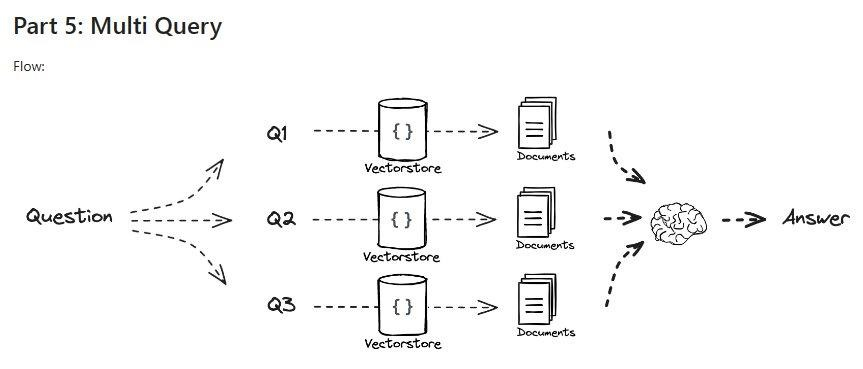 Part 5: Multi Query
Flow:
Q1
{}
Vectorstore
Documents
Question
Q2
{}
Vectorstore
Documents
Answer
Q3
{}
Vectorstore
Documents